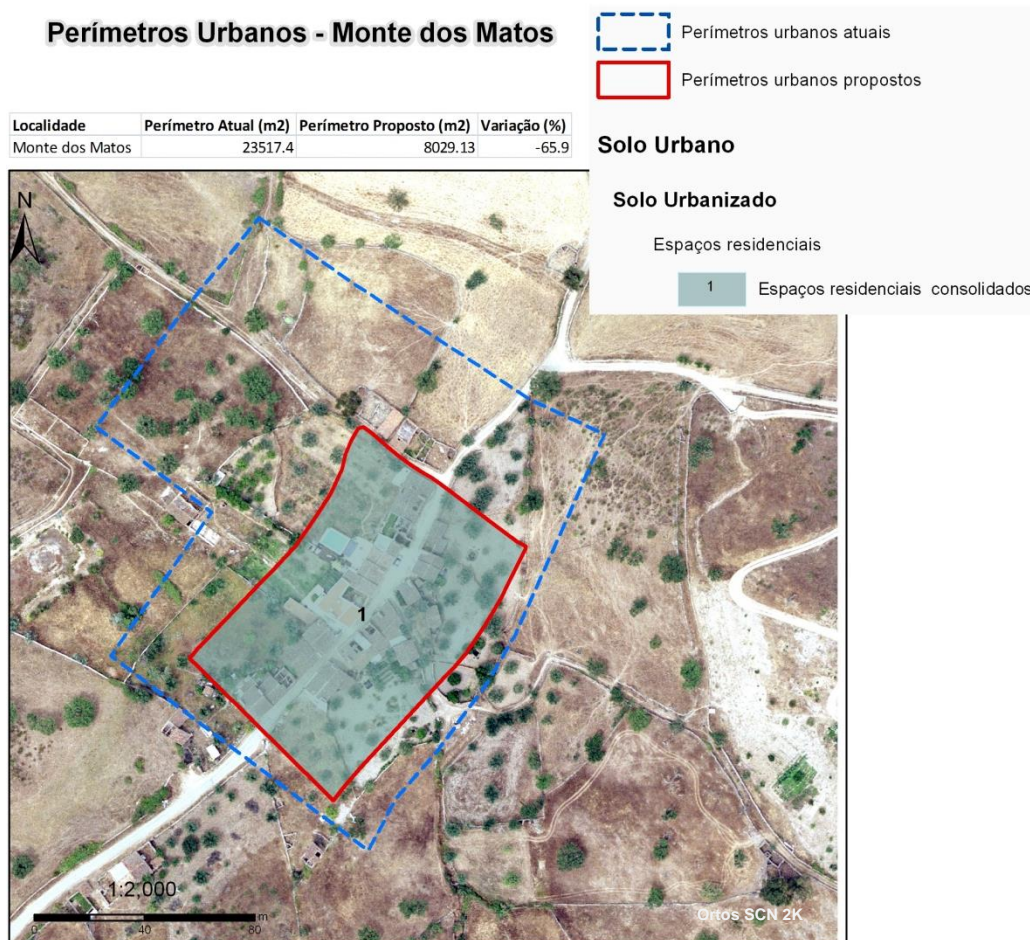 Perímetros Urbanos - Monte dos Matos
Perímetros urbanos atuais
Perímetros urbanos propostos
Localidade Perímetro Atual (m2) Perímetro Proposto (m2) Variação (%)
Monte dos Matos 23517.4 8029.13 -65.9
Solo Urbano
Solo Urbanizado
Espaços residenciais
1 Espaços residenciais consolidados
N
1
1:2,000
m
0 40 80
Ortos SCN 2K